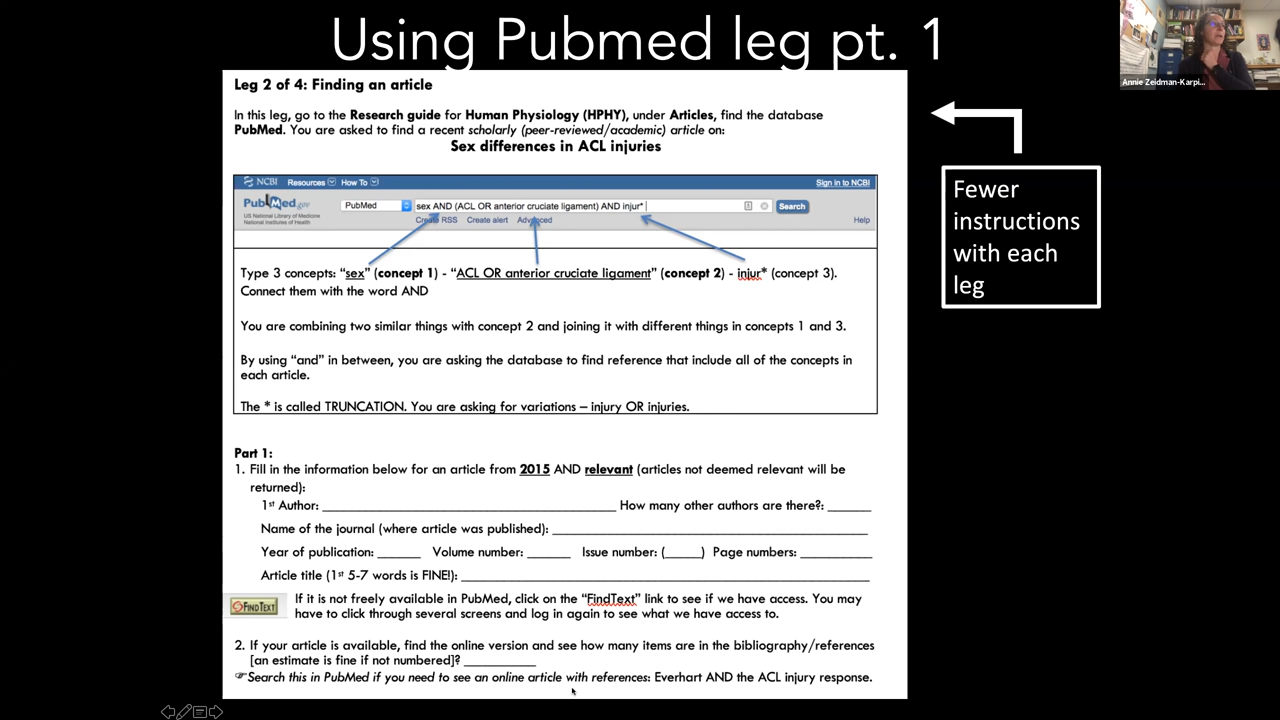 Using Pubmed leg pt. 1
Annie Zeidman-Karpi...
Leg 2 of 4: Finding an article
In this leg, go to the Research guide for Human Physiology (HPHY), under Articles, find the database
PubMed. You are asked to find a recent scholarly (peer-reviewed/academic) article on:
Sex differences in ACL injuries
NCBI Resources How To Sign in to NCBI
PubMed.gov
US National Library of Medicine
National Institutes of Health
PubMed sex AND (ACL OR anterior cruciate ligament) AND injur* Search
Create RSS Create alert Advanced Help
Type 3 concepts: “sex” (concept 1) - “ACL OR anterior cruciate ligament” (concept 2) - injur* (concept 3).
Connect them with the word AND
You are combining two similar things with concept 2 and joining it with different things in concepts 1 and 3.
By using “and” in between, you are asking the database to find reference that include all of the concepts in
each article.
The * is called TRUNCATION. You are asking for variations – injury OR injuries.
Part 1:
1. Fill in the information below for an article from 2015 AND relevant (articles not deemed relevant will be
returned):
1st Author: ______ How many other authors are there?: ______
Name of the journal (where article was published): ______
Year of publication: ______ Volume number: ______ Issue number: (_____) Page numbers: ______
Article title (1st 5-7 words is FINE!): ______
FINDTEXT
If it is not freely available in PubMed, click on the “FindText” link to see if we have access. You may
have to click through several screens and log in again to see what we have access to.
2. If your article is available, find the online version and see how many items are in the bibliography/references
[an estimate is fine if not numbered]? ______
☞Search this in PubMed if you need to see an online article with references: Everhart AND the ACL injury response.
Fewer
instructions
with each
leg